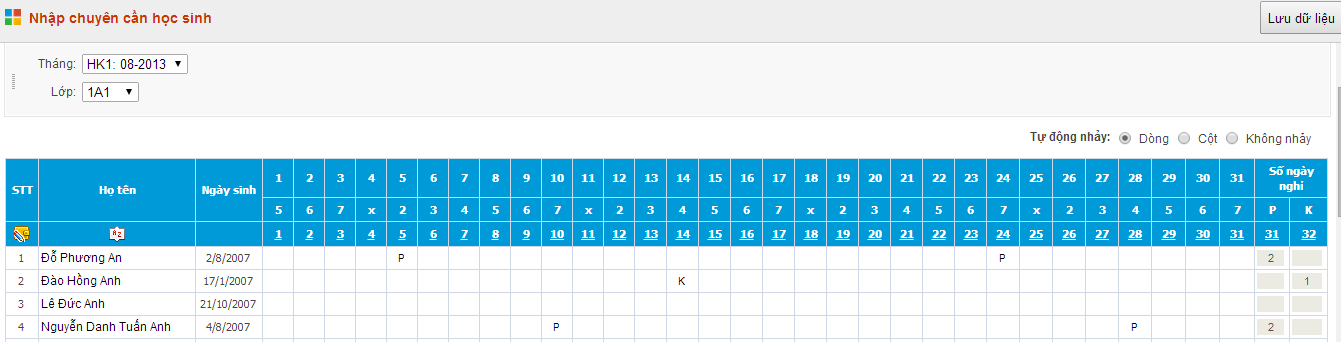 Nhập chuyên cần học sinh
Lưu dữ liệu
Tháng: HK1: 08-2013
Lớp: 1A1
Tự động nhảy: Dòng Cột Không nhảy
STT Họ tên Ngày sinh 1 2 3 4 5 6 7 8 9 10 11 12 13 14 15 16 17 18 19 20 21 22 23 24 25 26 27 28 29 30 31 Số ngày nghỉ
5 6 7 x 2 3 4 5 6 7 x 2 3 4 5 6 7 x 2 3 4 5 6 7 x 2 3 4 5 6 7 P K
1 2 3 4 5 6 7 8 9 10 11 12 13 14 15 16 17 18 19 20 21 22 23 24 25 26 27 28 29 30 31 31 32
1 Đỗ Phương An 2/8/2007 P P 2
2 Đào Hồng Anh 17/1/2007 K 1
3 Lê Đức Anh 21/10/2007
4 Nguyễn Danh Tuấn Anh 4/8/2007 P P 2